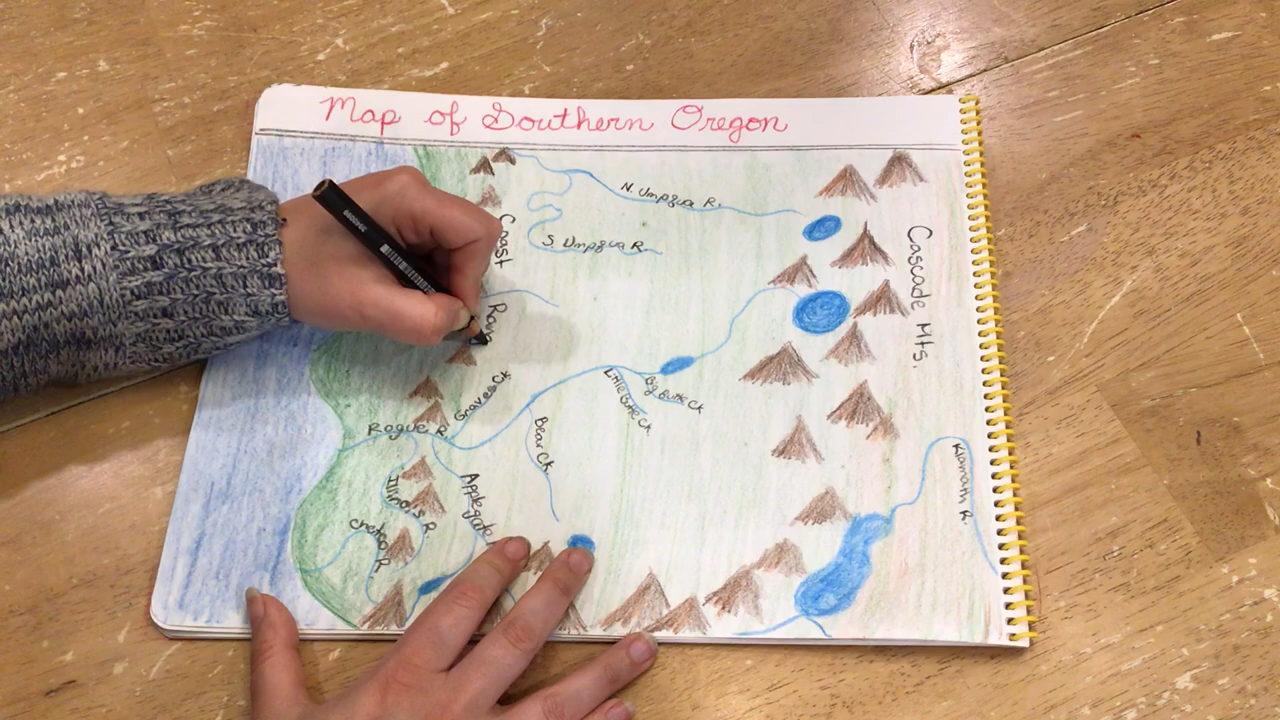 Map of Southern Oregon
N. Umpqua R.
S. Umpqua R.
Cascade Mts.
Coast
Graves Ck
Big Butte Ck
Little Butte Ck.
Rogue R.
Bear Ck.
Illinois R.
Applegate
Chetco R
Klamath R.